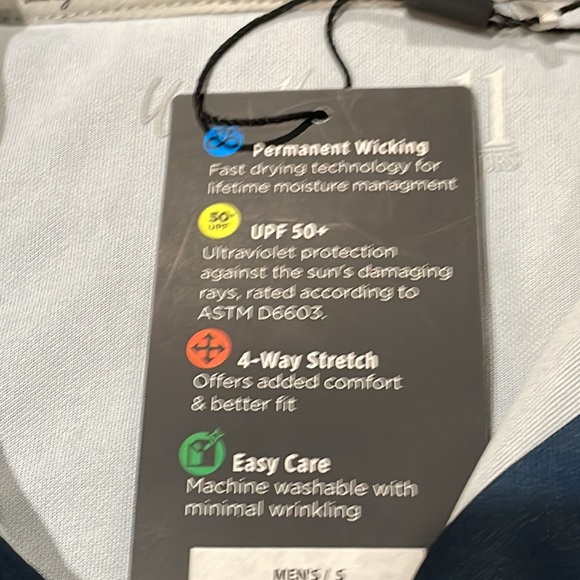 Permanent Wicking
Fast drying technology for
lifetime moisture managment
50+
UPF
UPF 50+
Ultraviolet protection
against the sun's damaging
rays, rated according to
ASTM D6603.
4-Way Stretch
Offers added comfort
& better fit
Easy Care
Machine washable with
minimal wrinkling
MEN'S / S